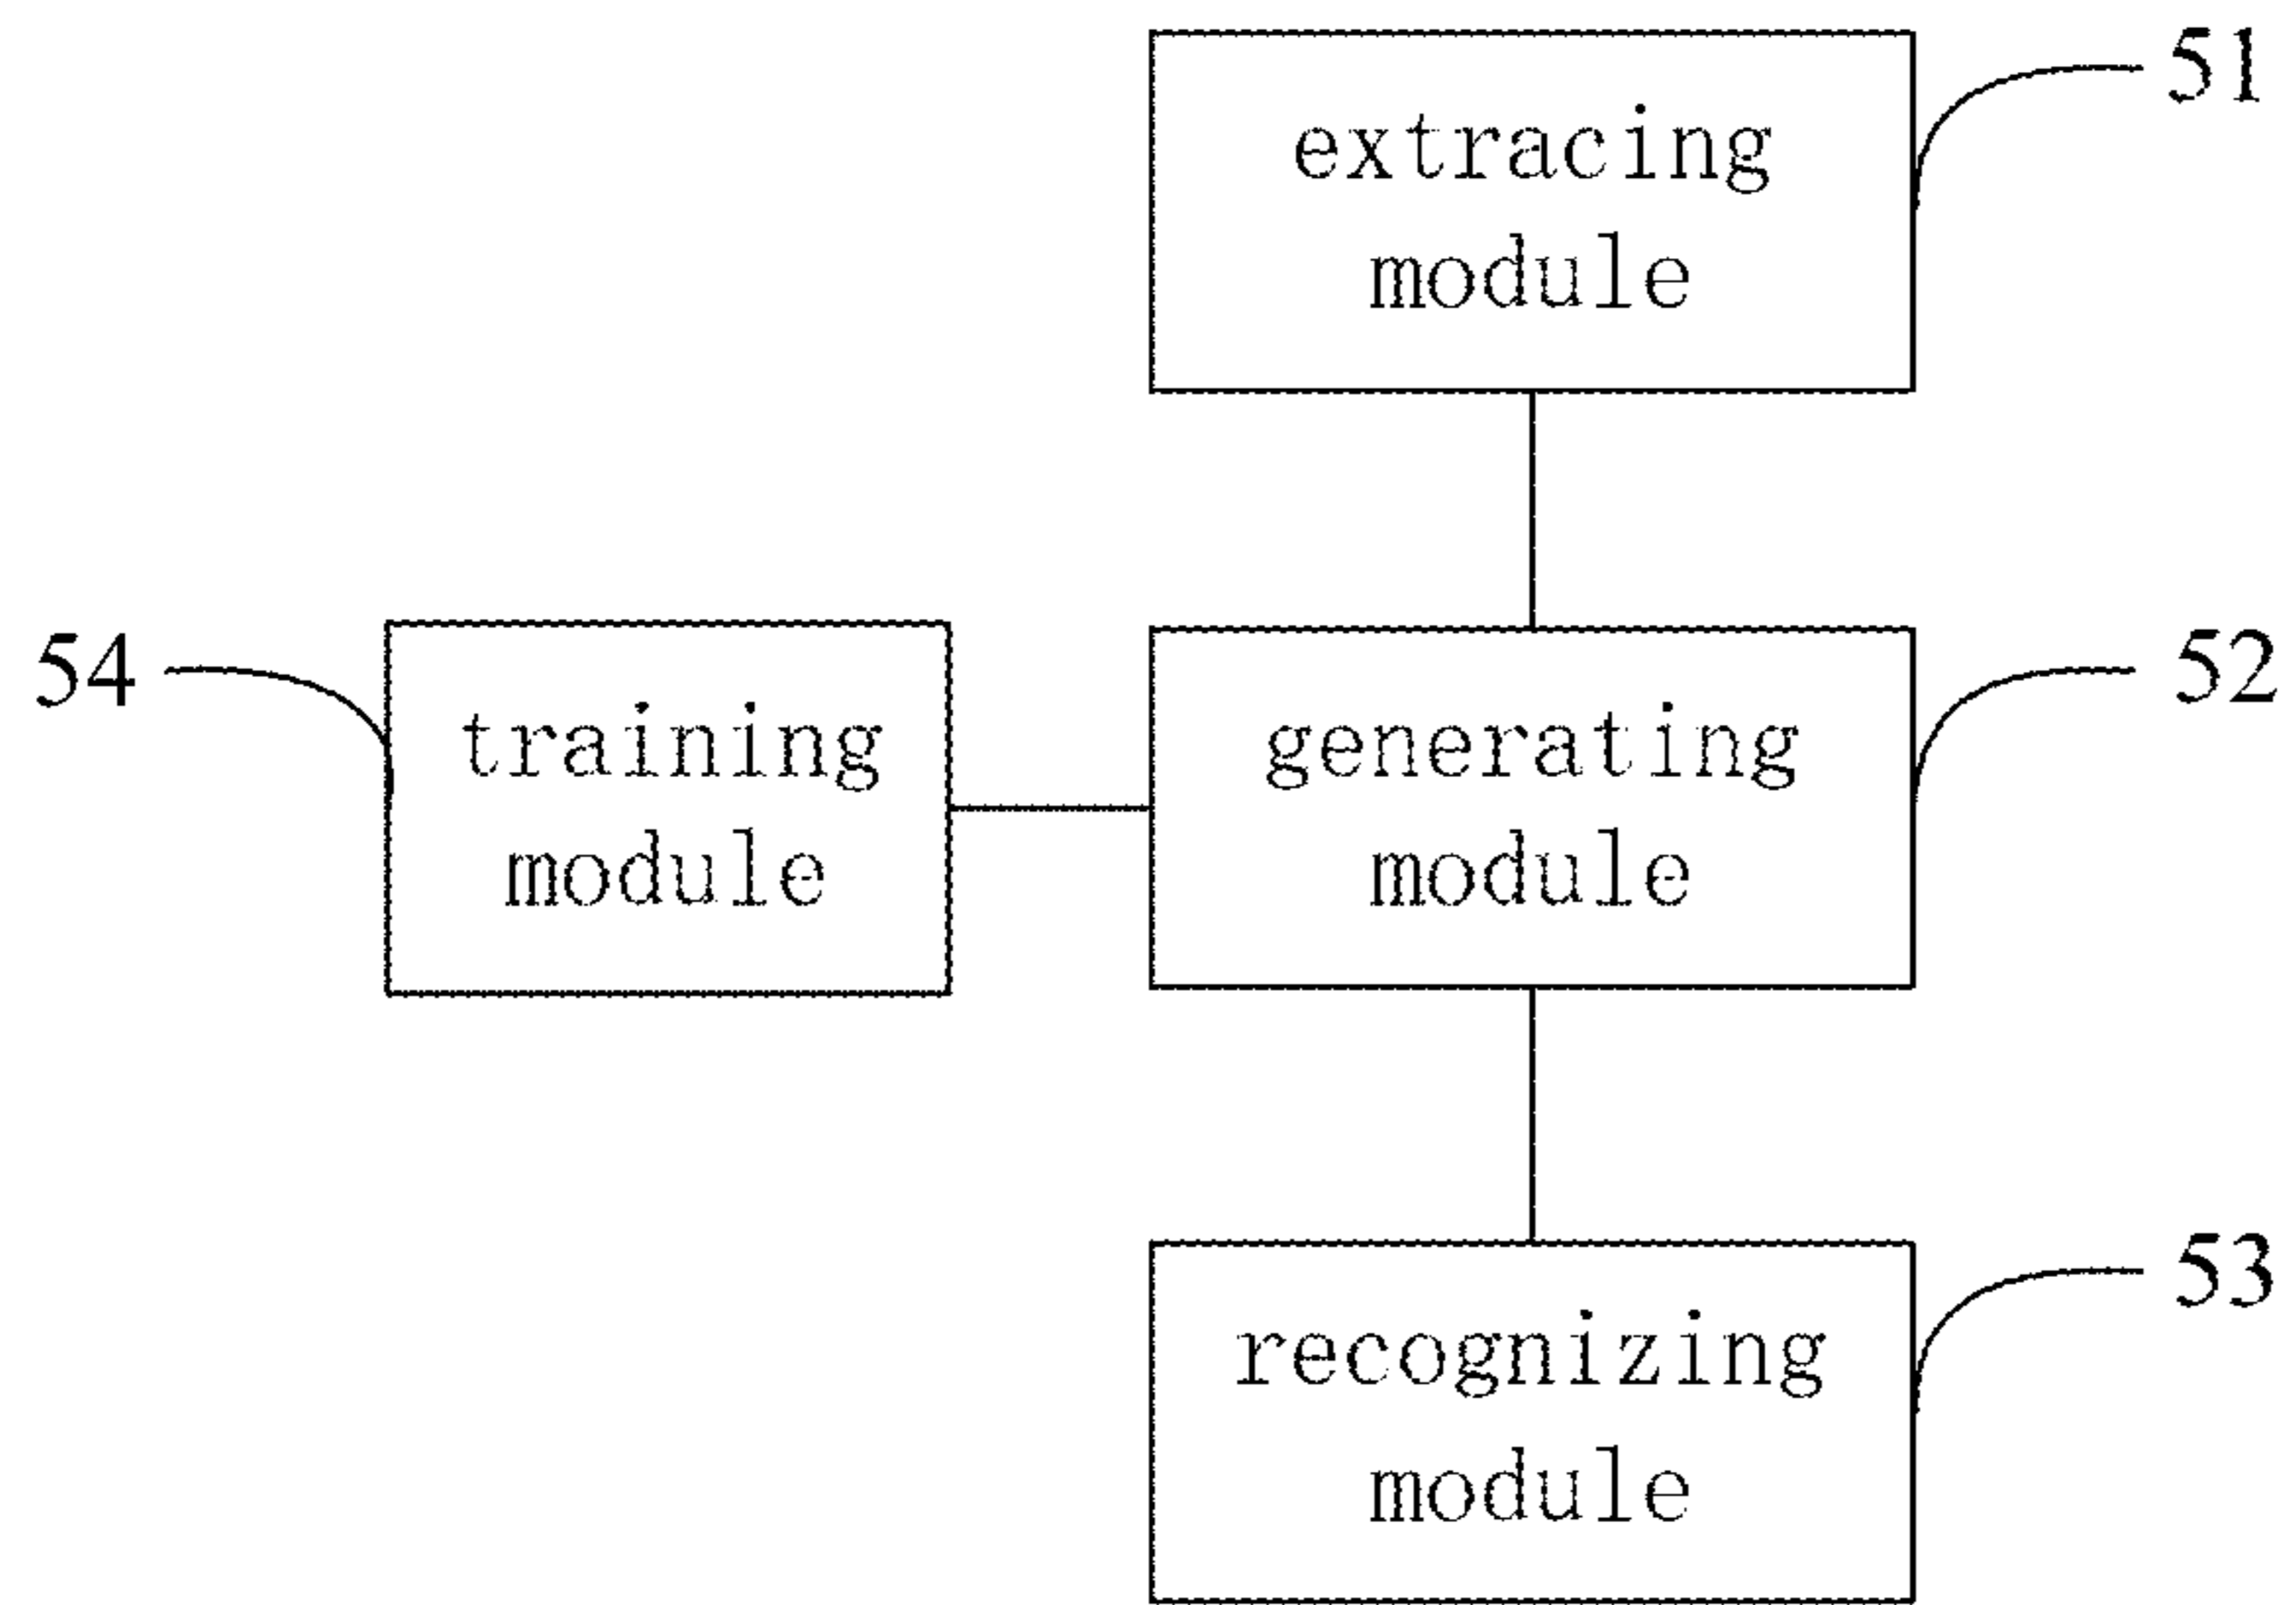 51
extracing
module
54
training
module
generating
module
52
recognizing
module
53